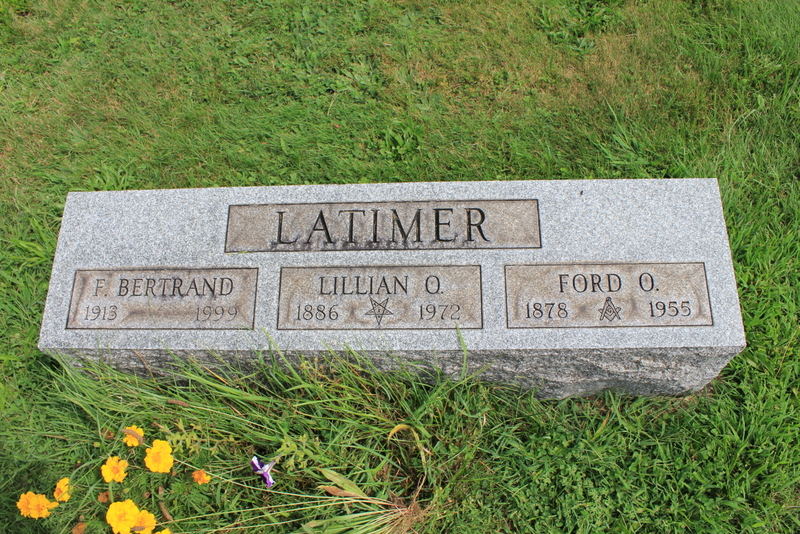 LATIMER
F. BERTRAND
1913 1999
LILLIAN O.
1886 1972
FORD O.
1878 1955